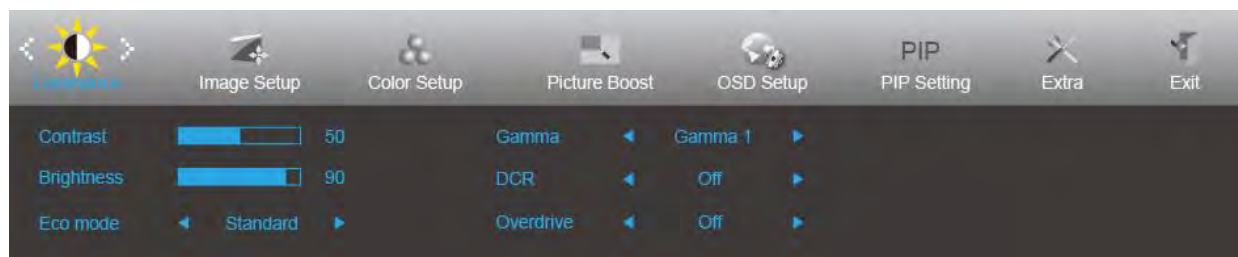 PIP
Luminance Image Setup Color Setup Picture Boost OSD Setup PIP Setting Extra Exit
Contrast 50 Gamma Gamma 1
Brightness 90 DCR Off
Eco mode Standard Overdrive Off